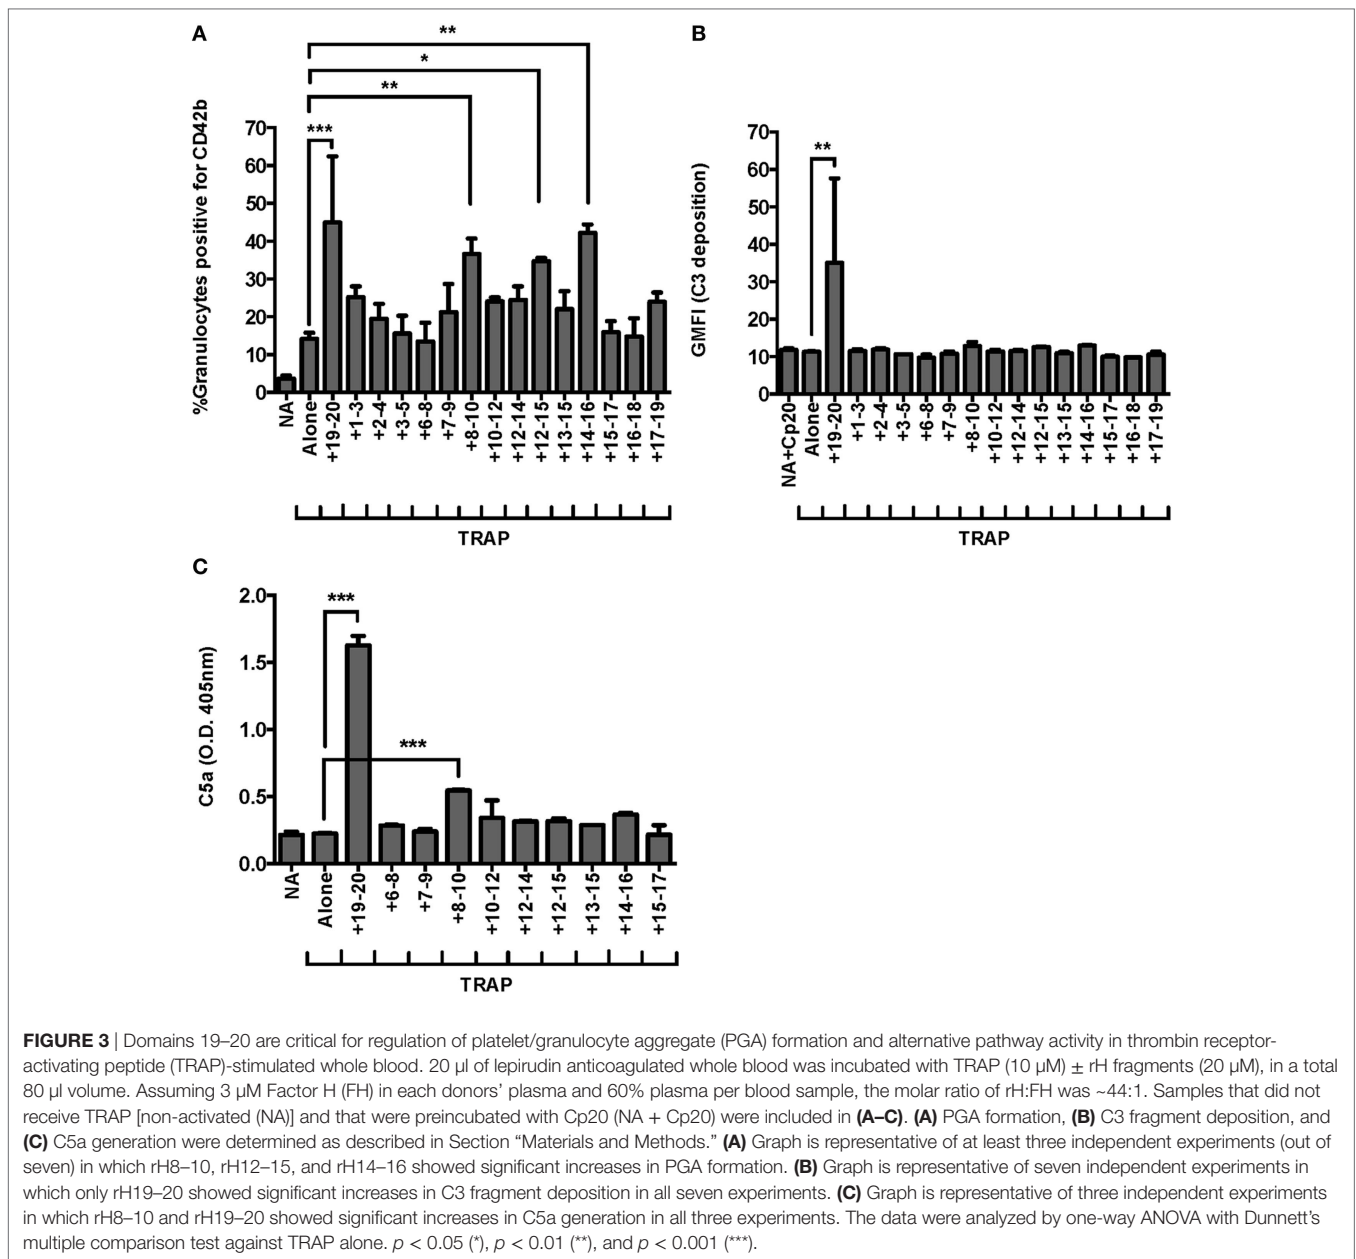 A
%Granulocytes positive for CD42b
70
60
50
40
30
20
10
0
***
**
*
**
NA
Alone
+19-20
+1-3
+2-4
+3-5
+6-8
+7-9
+8-10
+10-12
+12-14
+12-15
+13-15
+14-16
+15-17
+16-18
+17-19
TRAP
B
GMFI (C3 deposition)
70
60
50
40
30
20
10
0
**
NA+Cp20
Alone
+19-20
+1-3
+2-4
+3-5
+6-8
+7-9
+8-10
+10-12
+12-14
+12-15
+13-15
+14-16
+15-17
+16-18
+17-19
TRAP
C
C5a (O.D. 405nm)
2.0
1.5
1.0
0.5
0.0
***
***
NA
Alone
+19-20
+6-8
+7-9
+8-10
+10-12
+12-14
+12-15
+13-15
+14-16
+15-17
TRAP
FIGURE 3 | Domains 19–20 are critical for regulation of platelet/granulocyte aggregate (PGA) formation and alternative pathway activity in thrombin receptor-
activating peptide (TRAP)-stimulated whole blood. 20 µl of lepirudin anticoagulated whole blood was incubated with TRAP (10 µM) ± rH fragments (20 µM), in a total
80 µl volume. Assuming 3 µM Factor H (FH) in each donors’ plasma and 60% plasma per blood sample, the molar ratio of rH:FH was ~44:1. Samples that did not
receive TRAP [non-activated (NA)] and that were preincubated with Cp20 (NA + Cp20) were included in (A–C). (A) PGA formation, (B) C3 fragment deposition, and
(C) C5a generation were determined as described in Section “Materials and Methods.” (A) Graph is representative of at least three independent experiments (out of
seven) in which rH8–10, rH12–15, and rH14–16 showed significant increases in PGA formation. (B) Graph is representative of seven independent experiments in
which only rH19–20 showed significant increases in C3 fragment deposition in all seven experiments. (C) Graph is representative of three independent experiments
in which rH8–10 and rH19–20 showed significant increases in C5a generation in all three experiments. The data were analyzed by one-way ANOVA with Dunnett’s
multiple comparison test against TRAP alone. p < 0.05 (*), p < 0.01 (**), and p < 0.001 (***).